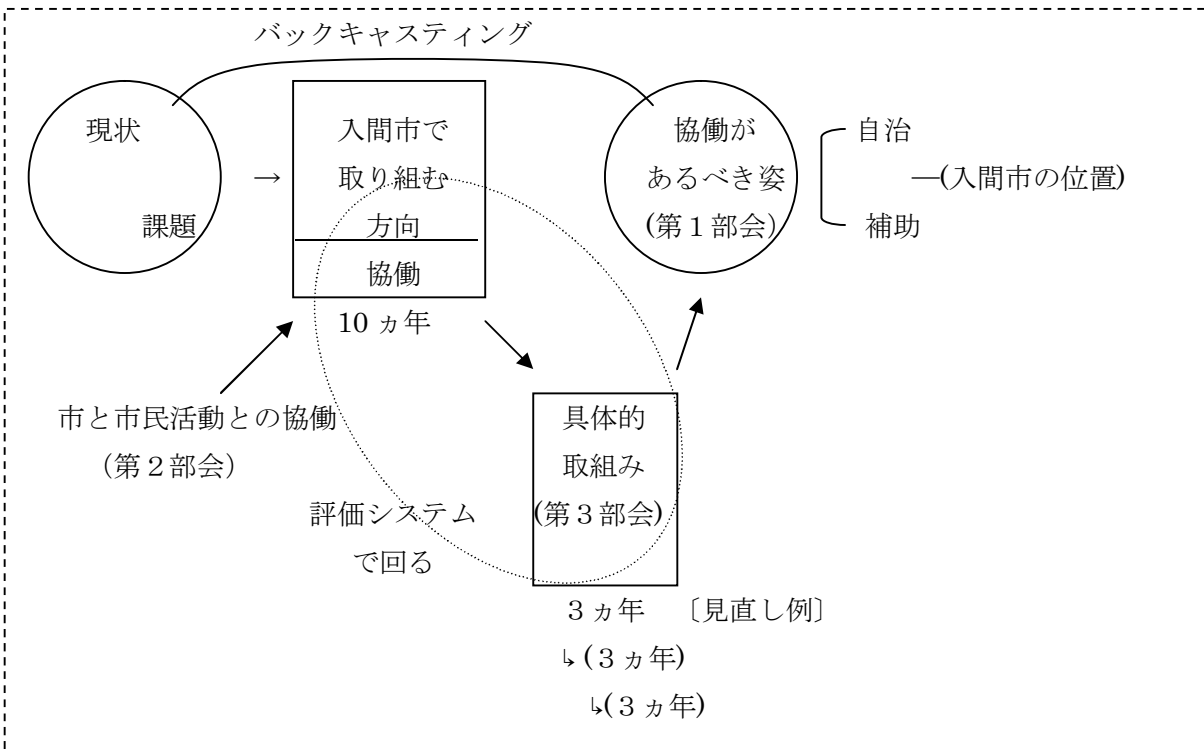 バックキャスティング
現状
課題
→
入間市で
取り組む
方向
協働
10 ヵ年
協働が
あるべき姿
(第１部会)
自治
―(入間市の位置)
補助
市と市民活動との協働
（第２部会）
具体的
取組み
(第３部会)
評価システム
で回る
３ヵ年 〔見直し例〕
↳(３ヵ年)
↳(３ヵ年)